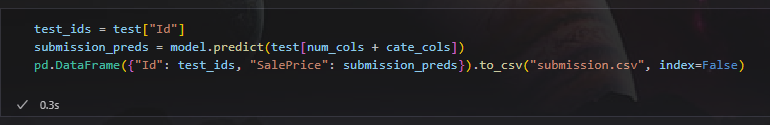 test_ids = test["Id"]
submission_preds = model.predict(test[num_cols + cate_cols])
pd.DataFrame({"Id": test_ids, "SalePrice": submission_preds}).to_csv("submission.csv", index=False)
✓ 0.3s